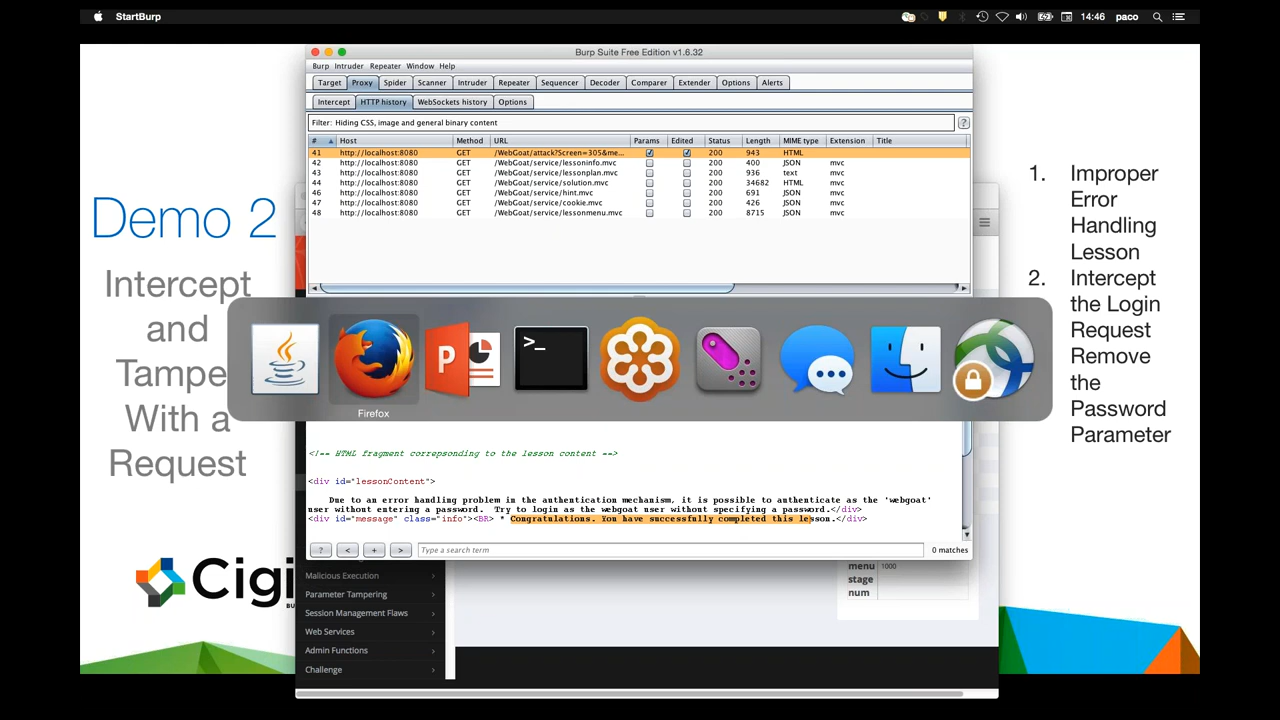 StartBurp
14:46 paco
Burp Suite Free Edition v1.6.32
Burp Intruder Repeater Window Help
Target Proxy Spider Scanner Intruder Repeater Sequencer Decoder Comparer Extender Options Alerts
Intercept HTTP history WebSockets history Options
Filter: Hiding CSS, image and general binary content ?
# Host Method URL Params Edited Status Length MIME type Extension Title
41 http://localhost:8080 GET /WebGoat/attack?Screen=305&me... 200 943 HTML
42 http://localhost:8080 GET /WebGoat/service/lessoninfo.mvc 200 400 JSON mvc
43 http://localhost:8080 GET /WebGoat/service/lessonplan.mvc 200 936 text mvc
44 http://localhost:8080 GET /WebGoat/service/solution.mvc 200 34682 HTML mvc
46 http://localhost:8080 GET /WebGoat/service/hint.mvc 200 691 JSON mvc
47 http://localhost:8080 GET /WebGoat/service/cookie.mvc 200 426 JSON mvc
48 http://localhost:8080 GET /WebGoat/service/lessonmenu.mvc 200 8715 JSON mvc
Demo 2
Intercept
and
Tampe
With a
Request
1. Improper
Error
Handling
Lesson
2. Intercept
the Login
Request
Remove
the
Password
Parameter
P
>_
Firefox
<!-- HTML fragment correpsonding to the lesson content -->
<div id="lessonContent">
Due to an error handling problem in the authentication mechanism, it is possible to authenticate as the 'webgoat'
user without entering a password. Try to login as the webgoat user without specifying a password.</div>
<div id="message" class="info"><BR> * Congratulations. You have successfully completed this lesson.</div>
? < + > Type a search term 0 matches
Cigi
Malicious Execution
Parameter Tampering
Session Management Flaws
Web Services
Admin Functions
Challenge
menu 1000
stage
num